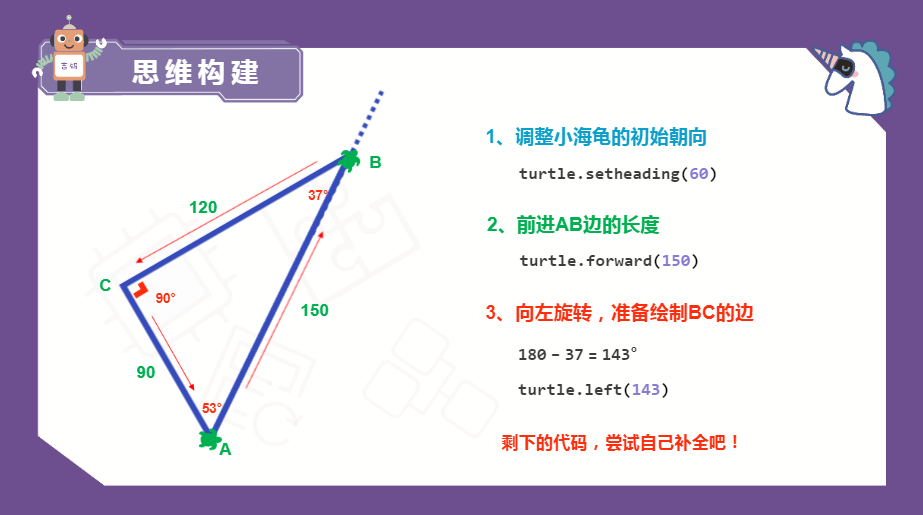 吉码
思维构建
B
37°
120
C
90°
150
90
53°
A
1、调整小海龟的初始朝向
turtle.setheading(60)
2、前进AB边的长度
turtle.forward(150)
3、向左旋转，准备绘制BC的边
180 – 37 = 143°
turtle.left(143)
剩下的代码，尝试自己补全吧！